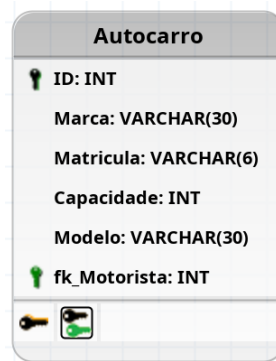 Autocarro
ID: INT
Marca: VARCHAR(30)
Matricula: VARCHAR(6)
Capacidade: INT
Modelo: VARCHAR(30)
fk_Motorista: INT